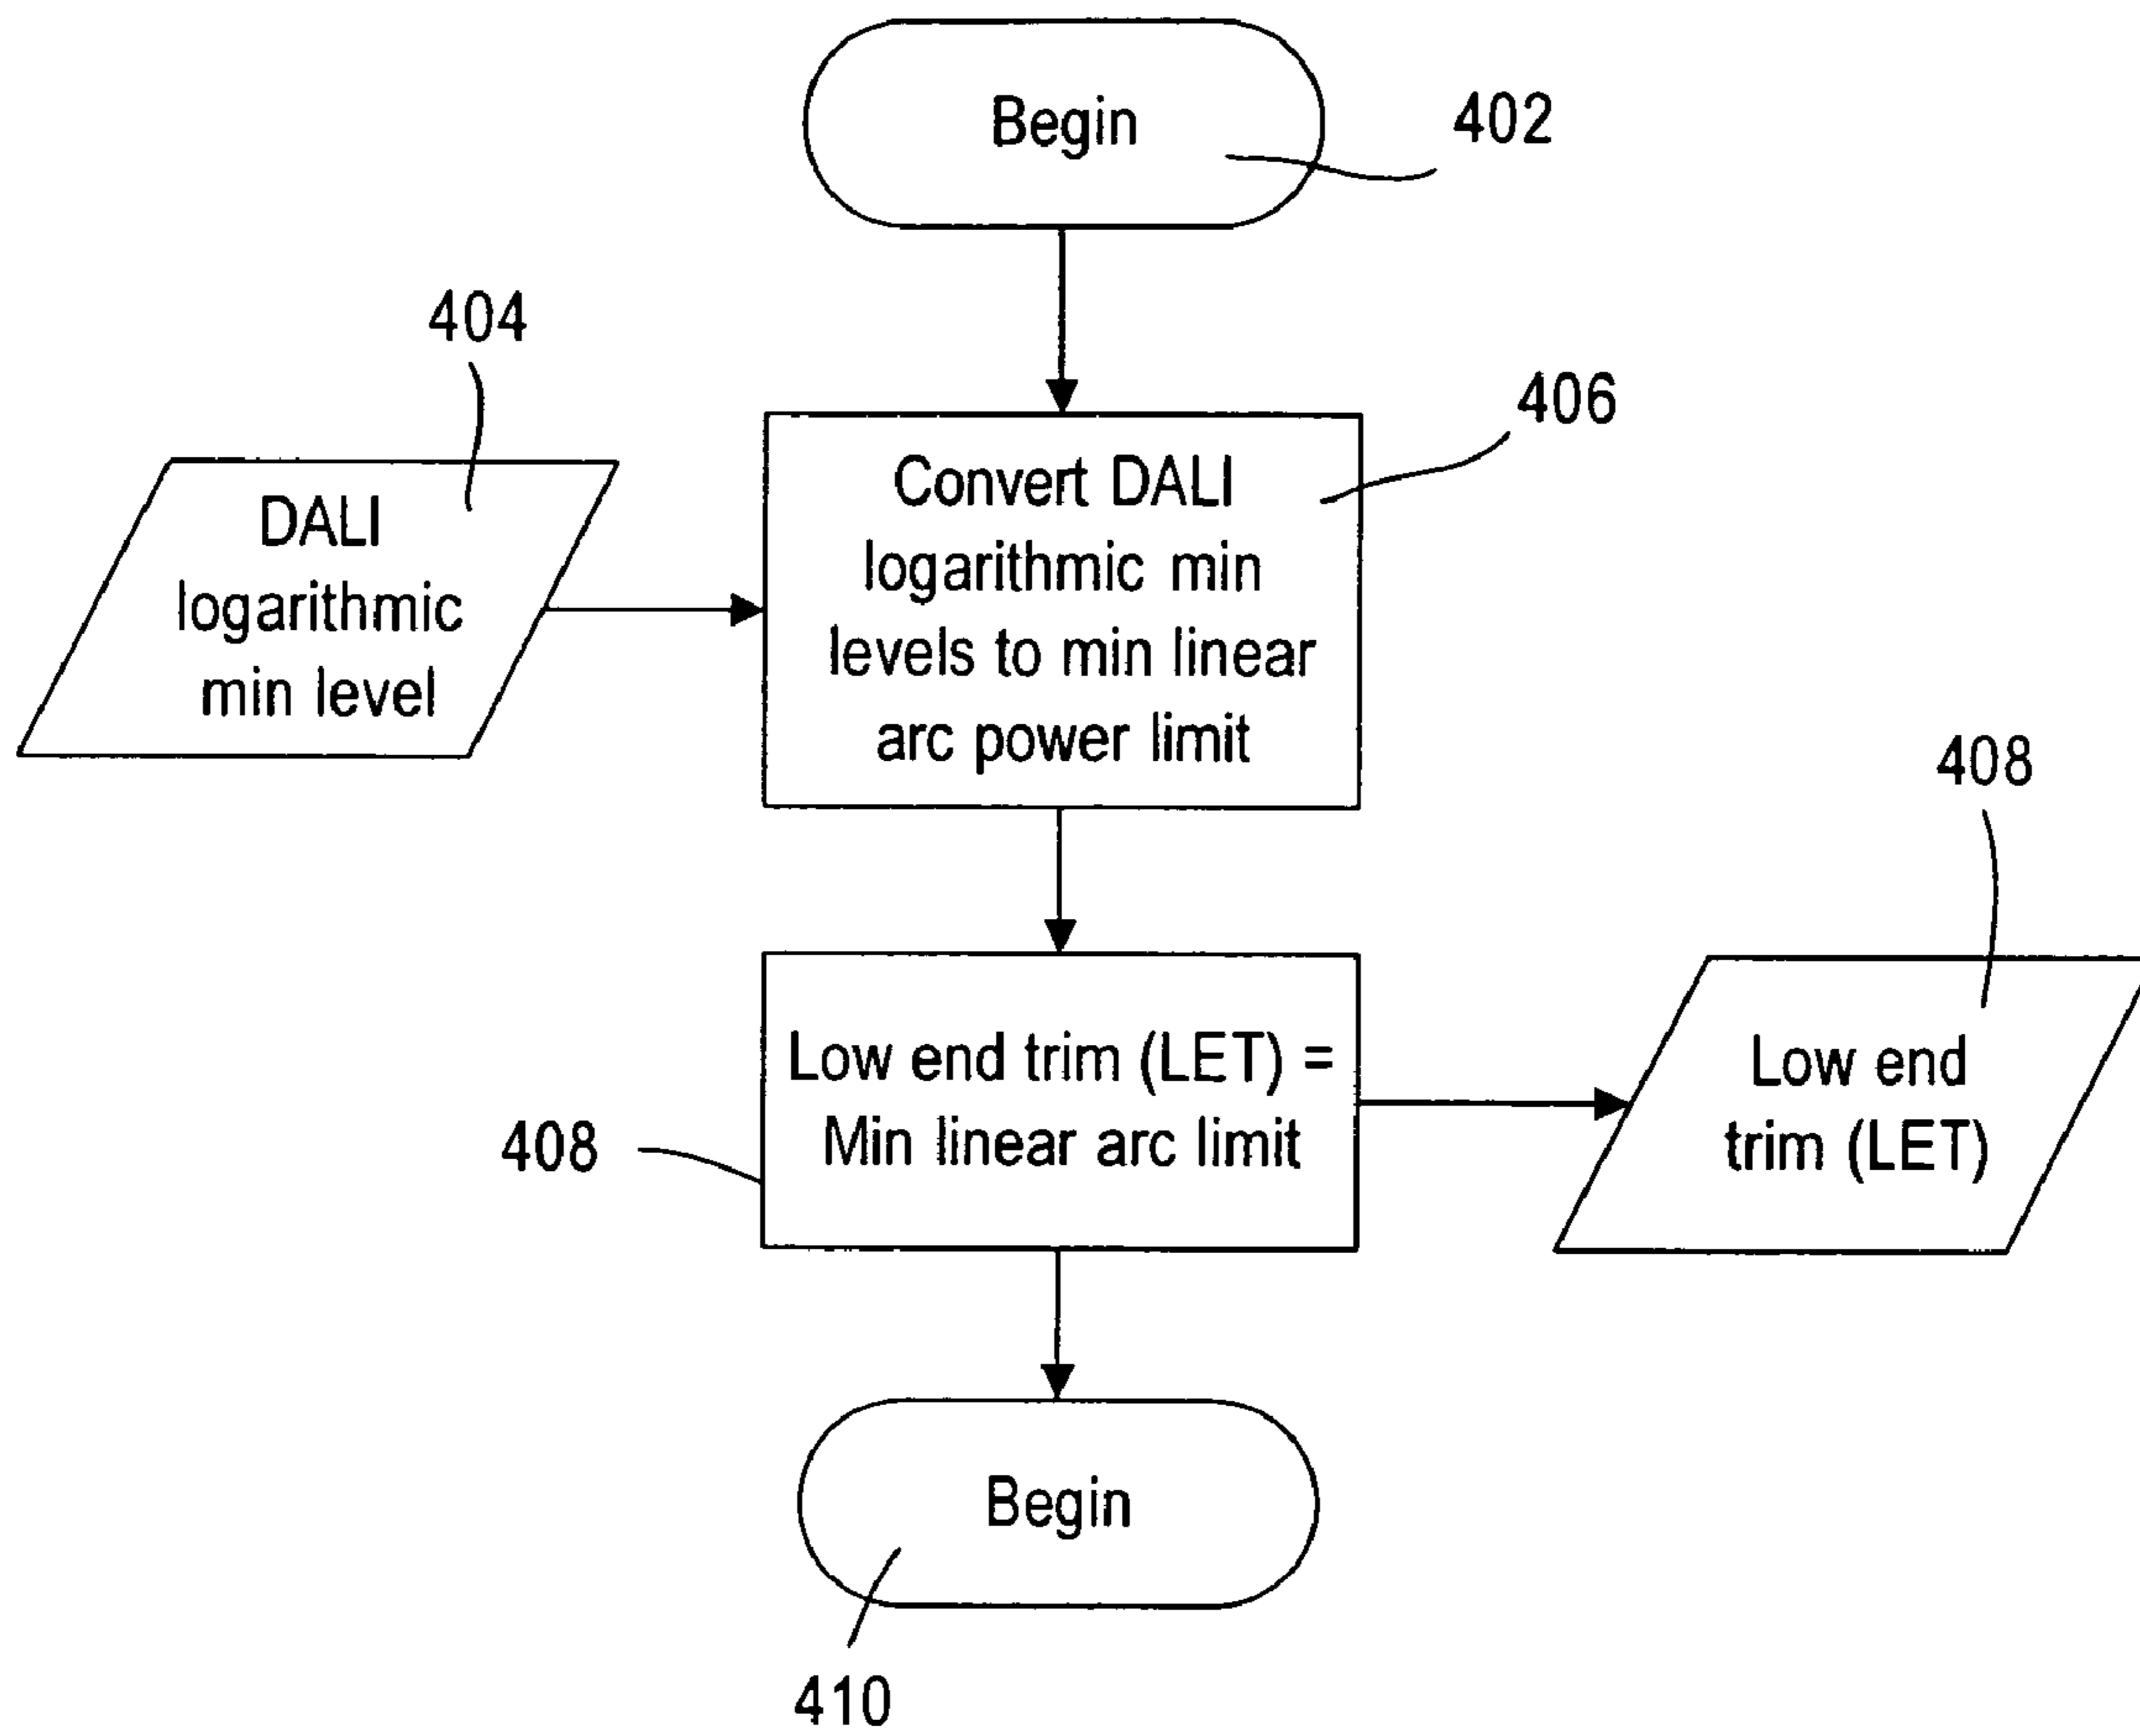 Begin
402
404
DALI
logarithmic
min level
406
Convert DALI
logarithmic min
levels to min linear
arc power limit
408
Low end trim (LET) =
Min linear arc limit
408
Low end
trim (LET)
Begin
410